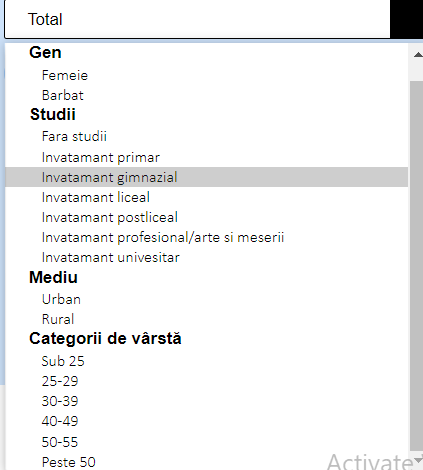 Total
Gen
Femeie
Barbat
Studii
Fara studii
Invatamant primar
Invatamant gimnazial
Invatamant liceal
Invatamant postliceal
Invatamant profesional/arte si meserii
Invatamant univesitar
Mediu
Urban
Rural
Categorii de vârstă
Sub 25
25-29
30-39
40-49
50-55
Peste 50
Activate